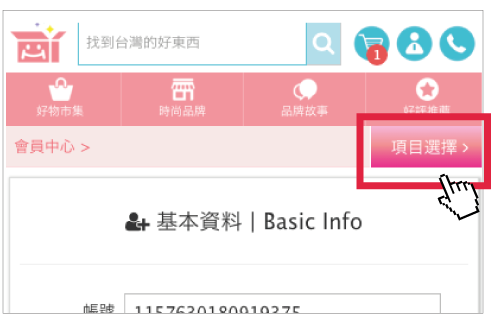 找到台灣的好東西
1
好物市集 時尚品牌 品牌故事 好評推薦
會員中心 >
項目選擇 >
基本資料 | Basic Info
帳號 1157630180919375